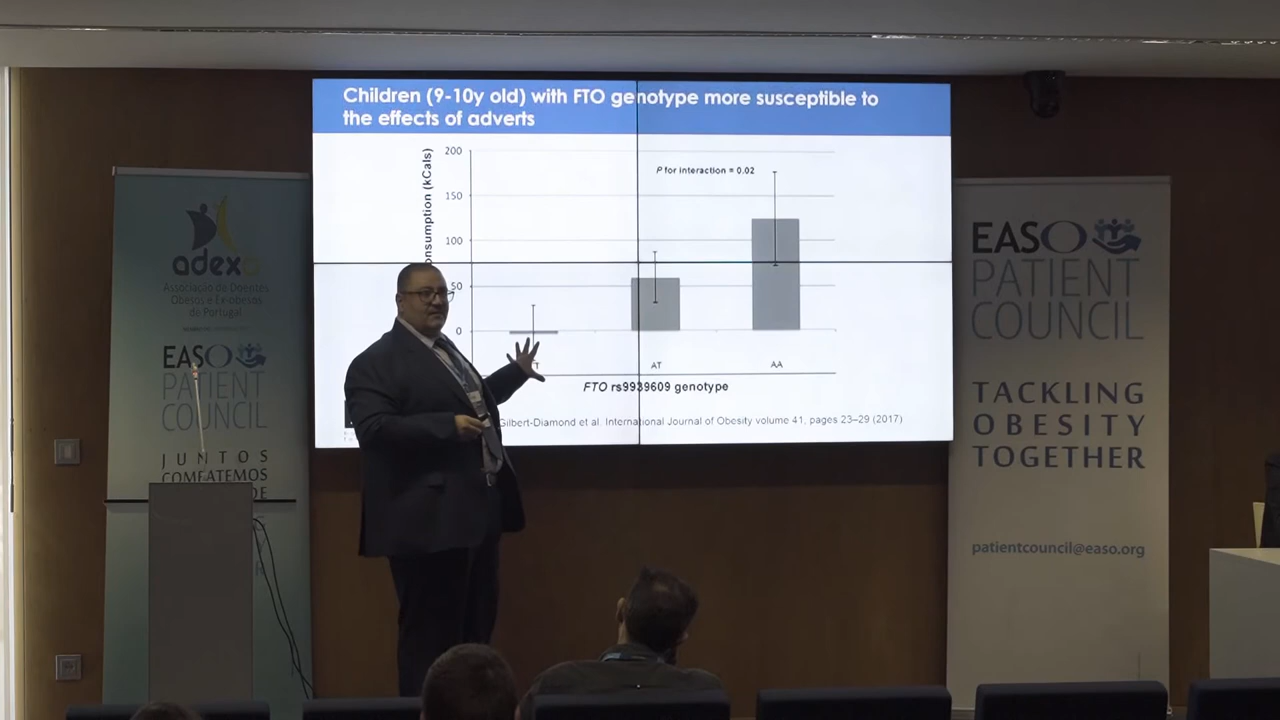 Children (9-10y old) with FTO genotype more susceptible to
the effects of adverts
200
150
100
50
0
P for interaction = 0.02
AT
AA
FTO rs9939609 genotype
Gilbert-Diamond et al. International Journal of Obesity volume 41, pages 23–29 (2017)
adexo
Associação de Doentes
Obesos e Ex-obesos
de Portugal
EASO
PATIENT
COUNCIL
JUNTOS
COMBATEMOS
EASO
PATIENT
COUNCIL
TACKLING
OBESITY
TOGETHER
patientcouncil@easo.org